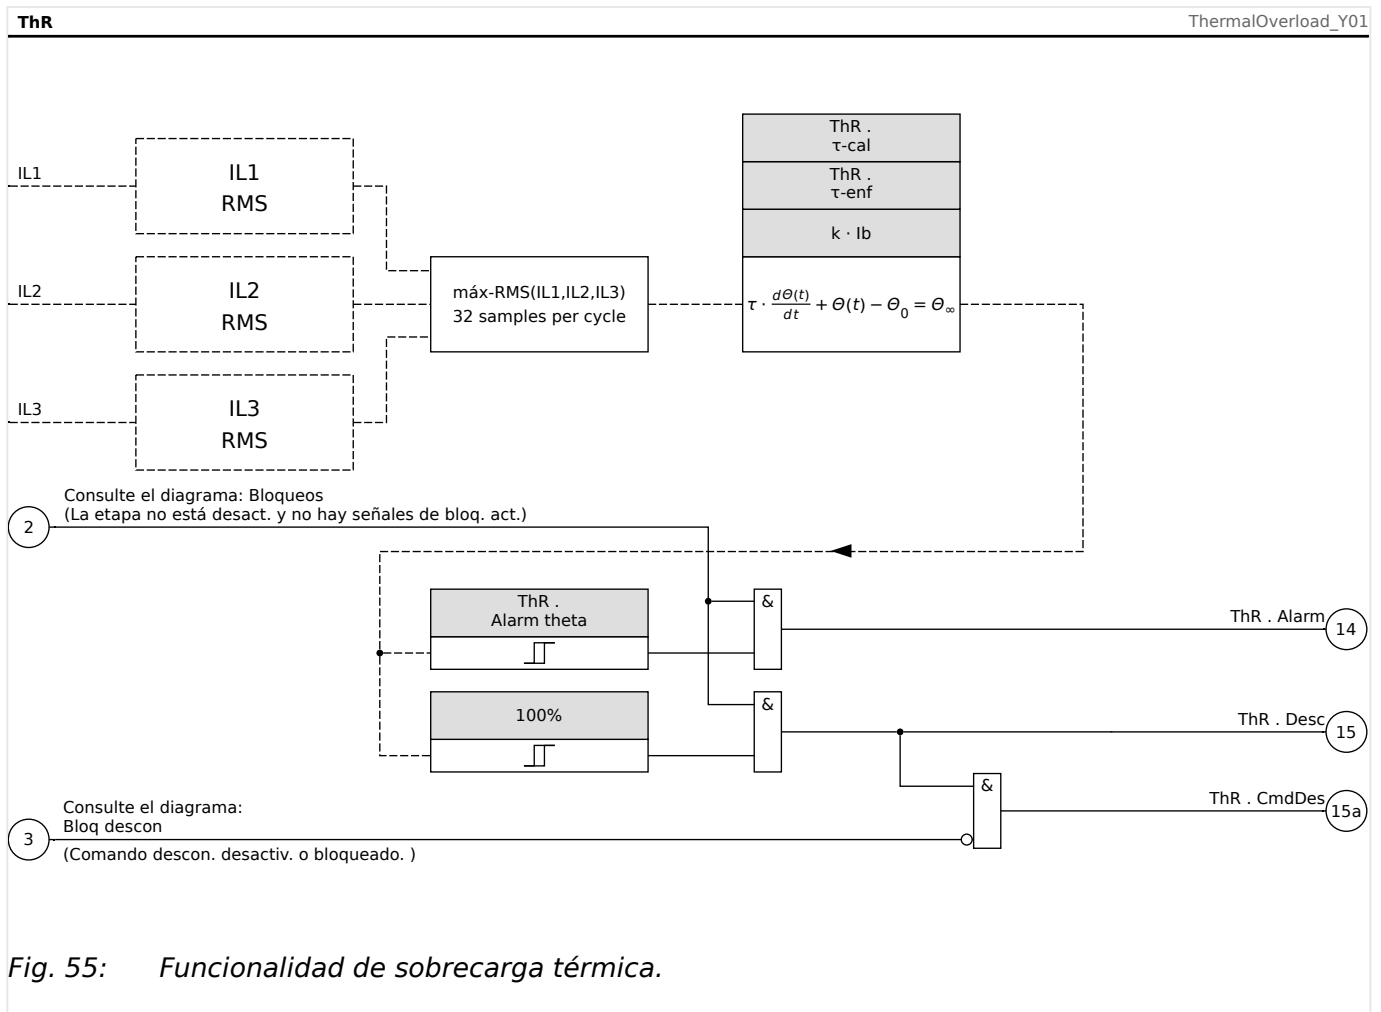 ThR
ThermalOverload_Y01
ThR .
τ-cal
ThR .
τ-enf
k · Ib
τ · dΘ(t)/dt + Θ(t) − Θ0 = Θ∞
IL1
IL1
RMS
IL2
IL2
RMS
máx-RMS(IL1,IL2,IL3)
32 samples per cycle
IL3
IL3
RMS
Consulte el diagrama: Bloqueos
(La etapa no está desact. y no hay señales de bloq. act.)
2
ThR .
Alarm theta
&
ThR . Alarm
14
100%
&
ThR . Desc
15
&
ThR . CmdDes
15a
Consulte el diagrama:
Bloq descon
3
(Comando descon. desactiv. o bloqueado. )
Fig. 55: Funcionalidad de sobrecarga térmica.